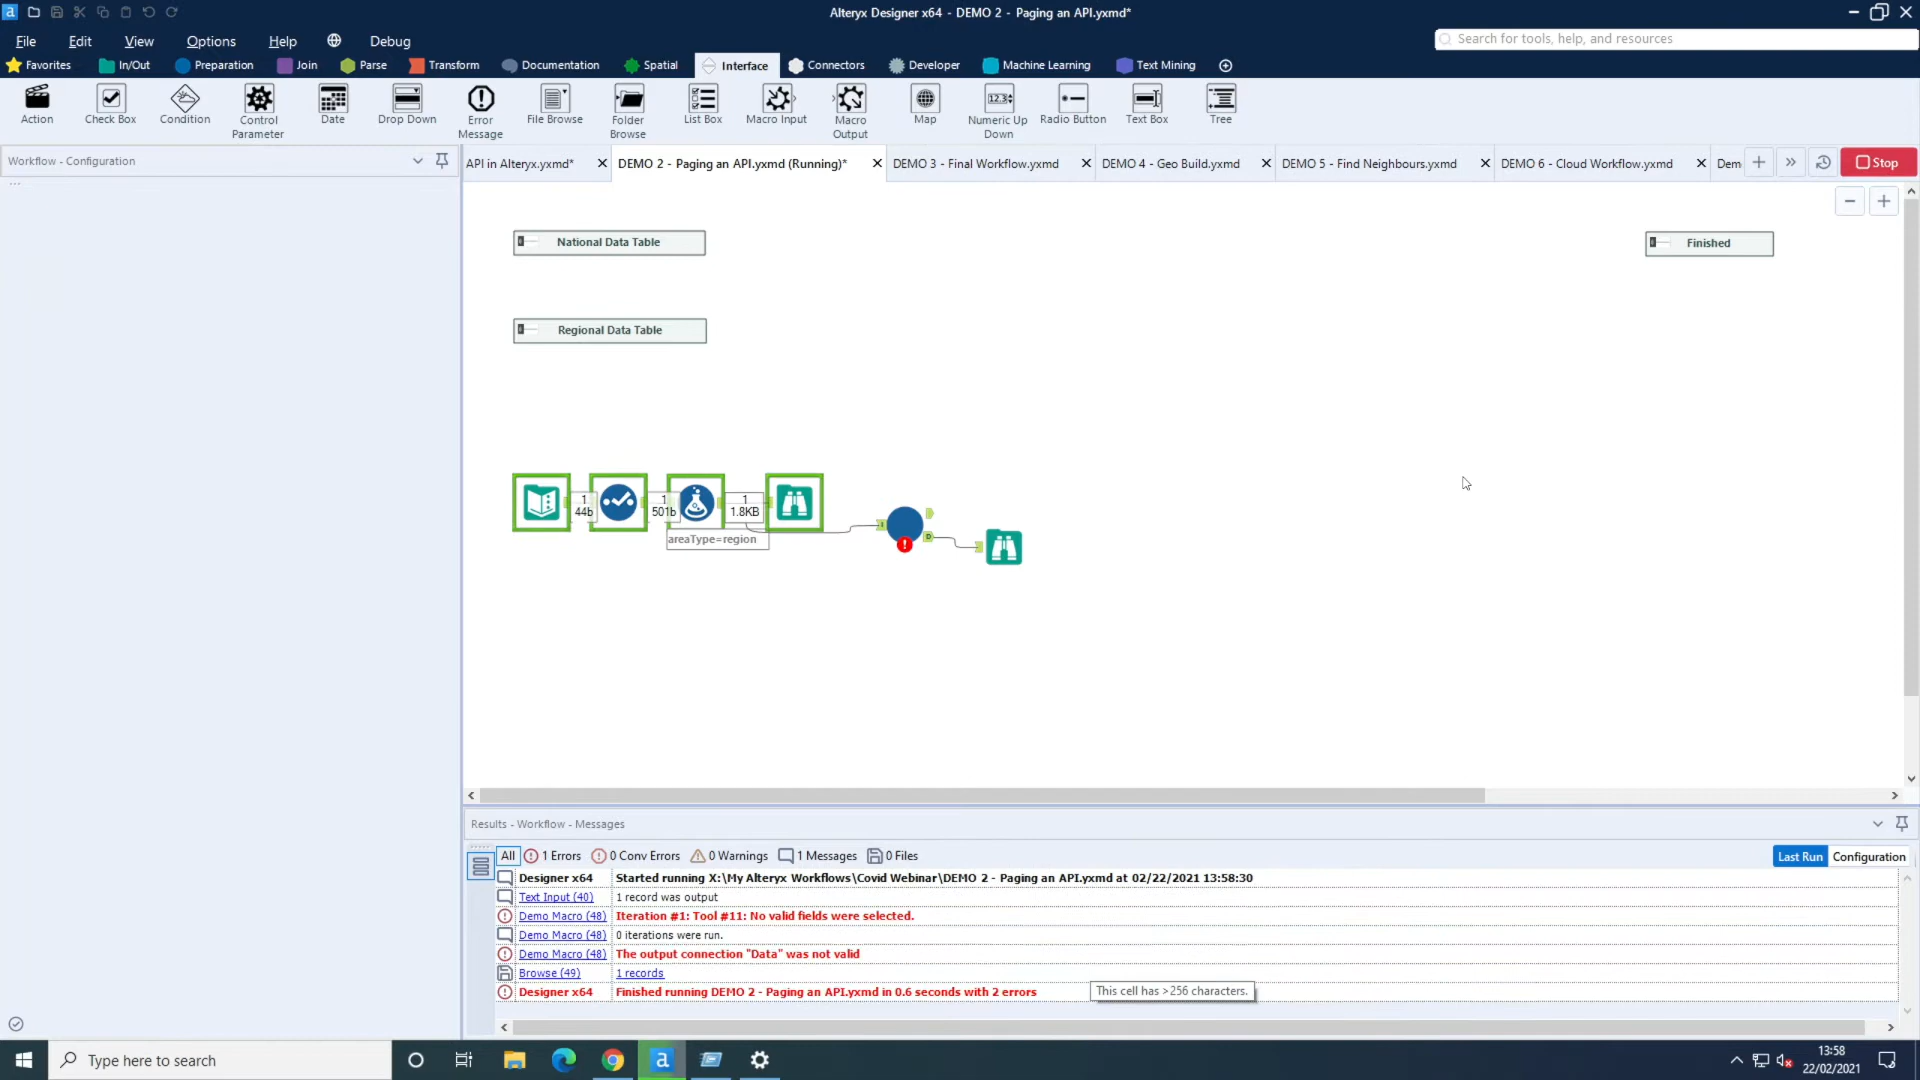 Alteryx Designer x64 - DEMO 2 - Paging an API.yxmd*
File Edit View Options Help Debug
Search for tools, help, and resources
Favorites In/Out Preparation Join Parse Transform Documentation Spatial Interface Connectors Developer Machine Learning Text Mining
Action Check Box Condition Control Parameter Date Drop Down Error Message File Browse Folder Browse List Box Macro Input Macro Output Map Numeric Up Down Radio Button Text Box Tree
Workflow - Configuration
API in Alteryx.yxmd* DEMO 2 - Paging an API.yxmd (Running)* DEMO 3 - Final Workflow.yxmd DEMO 4 - Geo Build.yxmd DEMO 5 - Find Neighbours.yxmd DEMO 6 - Cloud Workflow.yxmd Dem Stop
National Data Table
Finished
Regional Data Table
1 1 1
44b 501b 1.8KB
areaType=region
I
D
Results - Workflow - Messages
All 1 Errors 0 Conv Errors 0 Warnings 1 Messages 0 Files Last Run Configuration
Designer x64 Started running X:\My Alteryx Workflows\Covid Webinar\DEMO 2 - Paging an API.yxmd at 02/22/2021 13:58:30
Text Input (40) 1 record was output
Demo Macro (48) Iteration #1: Tool #11: No valid fields were selected.
Demo Macro (48) 0 iterations were run.
Demo Macro (48) The output connection "Data" was not valid
Browse (49) 1 records
Designer x64 Finished running DEMO 2 - Paging an API.yxmd in 0.6 seconds with 2 errors
This cell has >256 characters.
Type here to search
13:58
22/02/2021